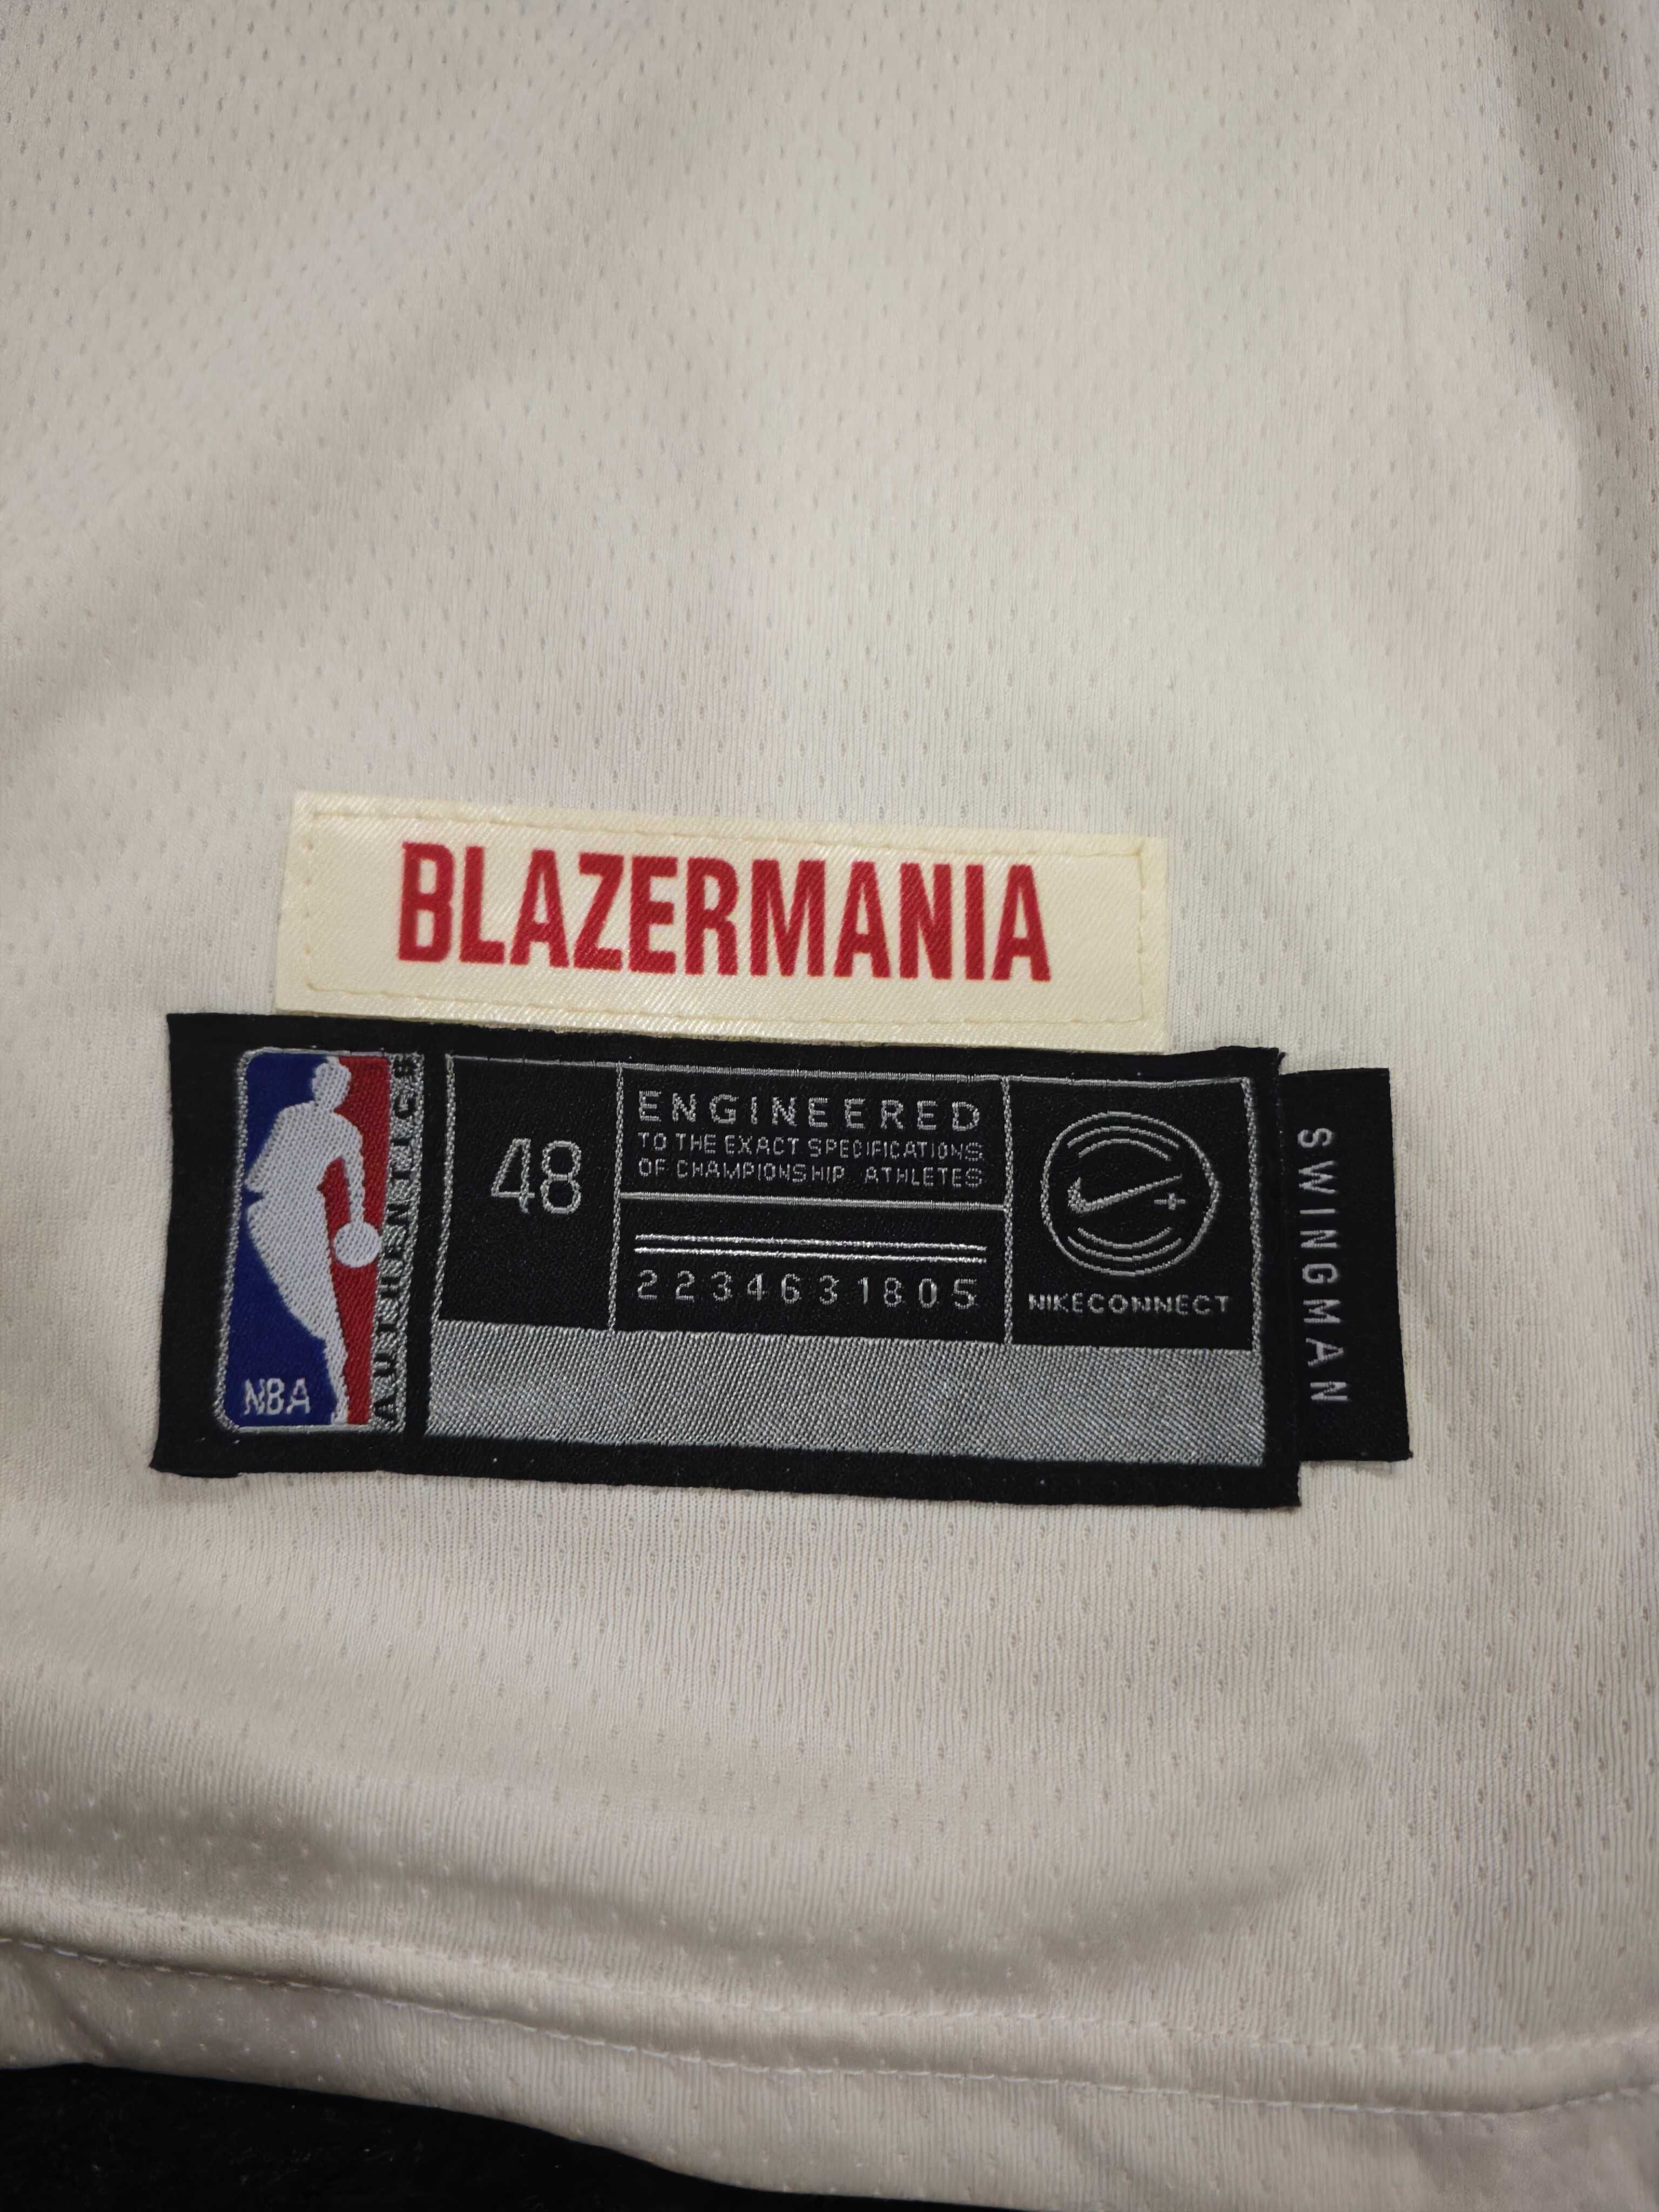 BLAZERMANIA
NBA
AUTHENTICS
48
ENGINEERED
TO THE EXACT SPECIFICATIONS
OF CHAMPIONSHIP ATHLETES
2234631805
NIKECONNECT
SWINGMAN